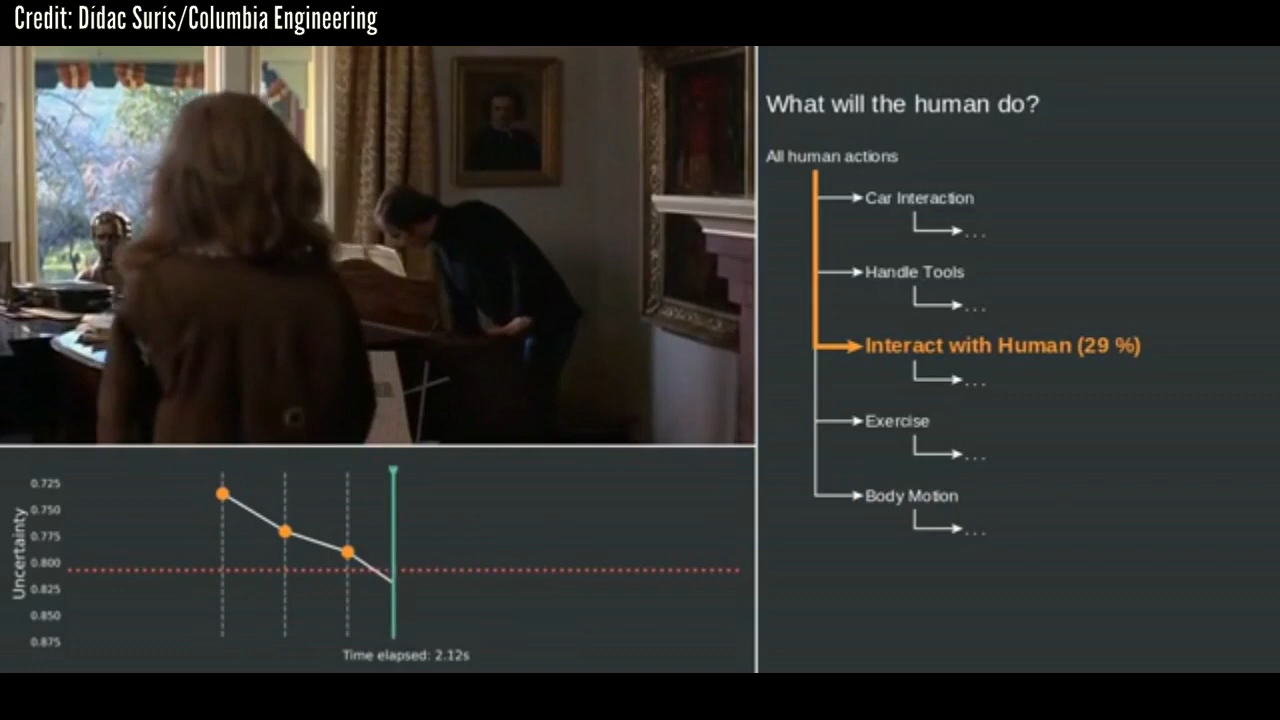 Credit: Dídac Surís/Columbia Engineering
What will the human do?
All human actions
Car Interaction
...
Handle Tools
...
Interact with Human (29 %)
...
Exercise
...
Body Motion
...
Uncertainty
0.725
0.750
0.775
0.800
0.825
0.850
0.875
Time elapsed: 2.12s